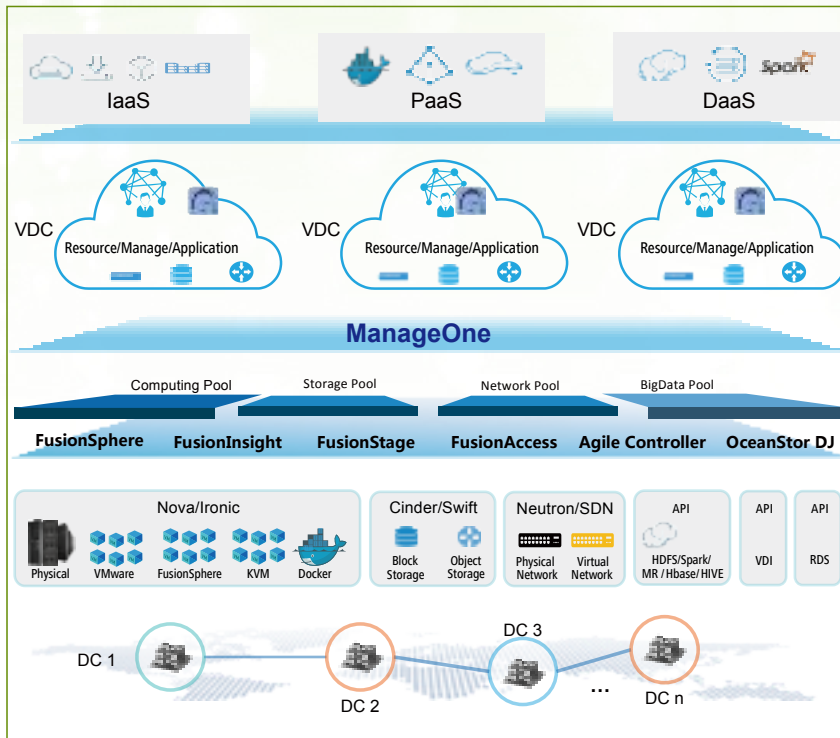 Spark
IaaS
PaaS
DaaS
VDC
Resource/Manage/Application
VDC
Resource/Manage/Application
VDC
Resource/Manage/Application
ManageOne
Computing Pool
Storage Pool
Network Pool
BigData Pool
FusionSphere
FusionInsight
FusionStage
FusionAccess
Agile Controller
OceanStor DJ
Nova/Ironic
Physical
VMware
FusionSphere
KVM
Docker
Cinder/Swift
Block
Storage
Object
Storage
Neutron/SDN
Physical
Network
Virtual
Network
API
HDFS/Spark/
MR/Hbase/HIVE
API
VDI
API
RDS
DC 1
DC 2
DC 3
...
DC n